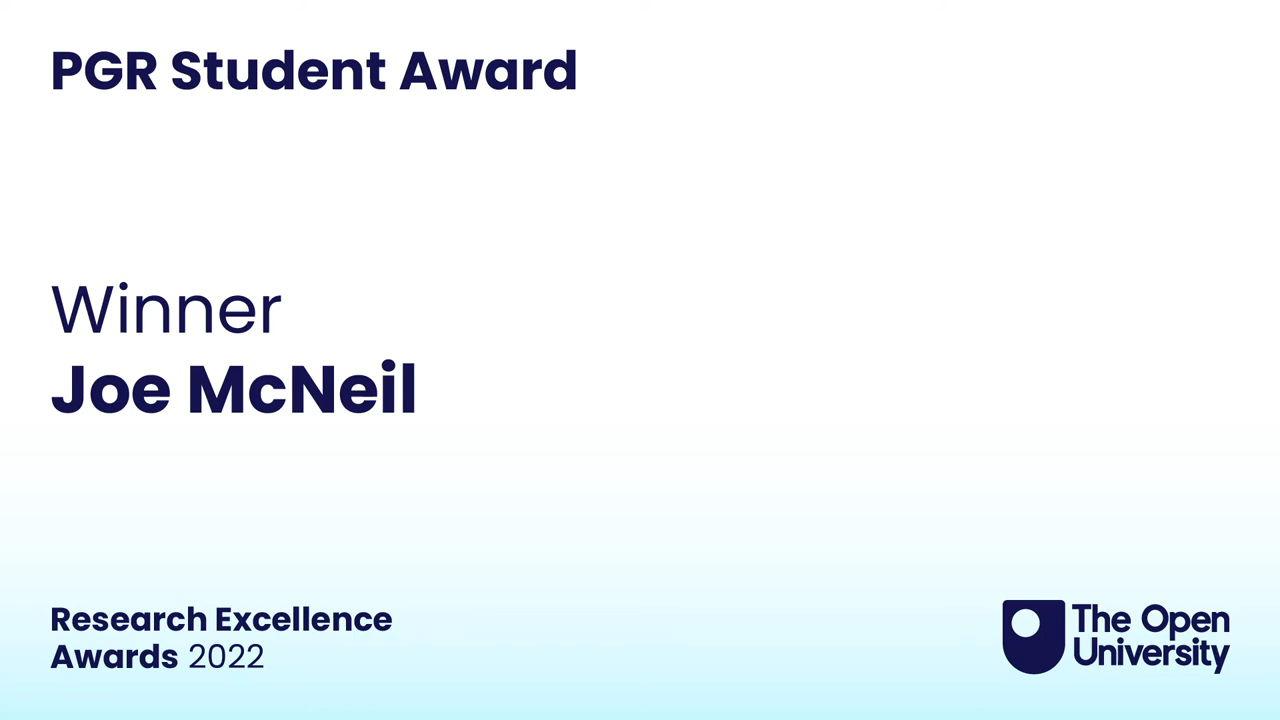 PGR Student Award
Winner
Joe McNeil
Research Excellence
Awards 2022
The Open
University